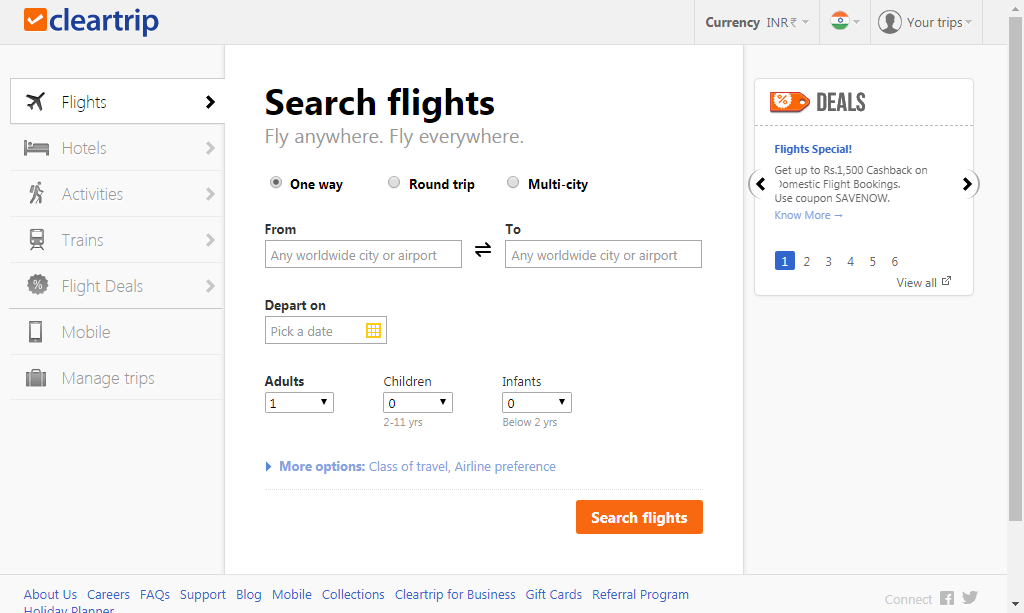 cleartrip
Currency INR ₹
Your trips
Flights
Hotels
Activities
Trains
Flight Deals
Mobile
Manage trips
Search flights
Fly anywhere. Fly everywhere.
One way Round trip Multi-city
From To
Any worldwide city or airport Any worldwide city or airport
Depart on
Pick a date
Adults Children Infants
1 0 0
2-11 yrs Below 2 yrs
More options: Class of travel, Airline preference
Search flights
% DEALS
Flights Special!
Get up to Rs.1,500 Cashback on
Domestic Flight Bookings.
Use coupon SAVENOW.
Know More →
1 2 3 4 5 6
View all
About Us Careers FAQs Support Blog Mobile Collections Cleartrip for Business Gift Cards Referral Program
Holiday Planner
Connect